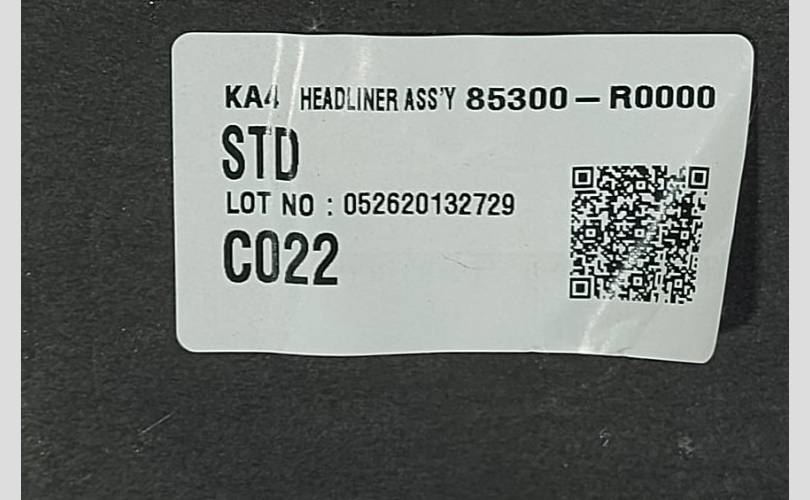 KA4 HEADLINER ASS'Y 85300-R0000
STD
LOT NO : 052620132729
C022